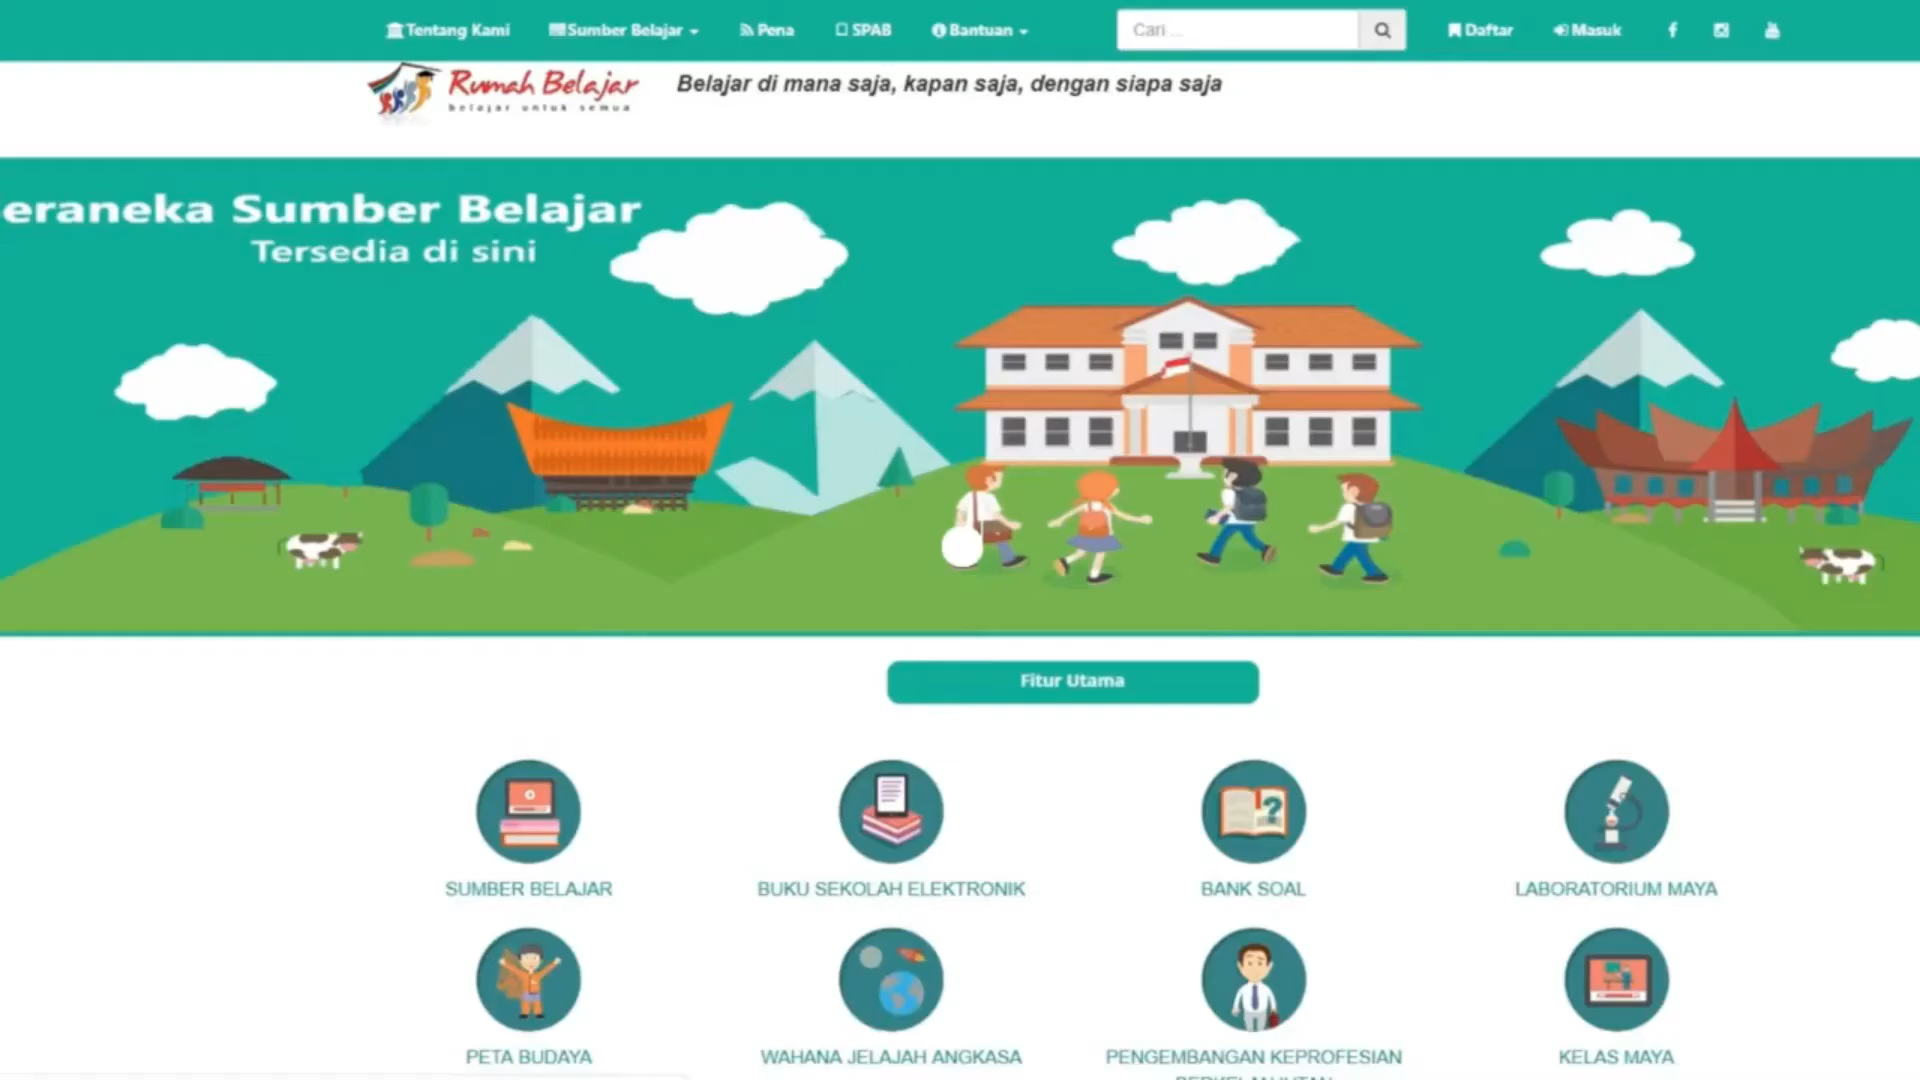 Tentang Kami Sumber Belajar Pena SPAB Bantuan Cari ... Daftar Masuk
Rumah Belajar
belajar untuk semua
Belajar di mana saja, kapan saja, dengan siapa saja
eraneka Sumber Belajar
Tersedia di sini
Fitur Utama
SUMBER BELAJAR
BUKU SEKOLAH ELEKTRONIK
BANK SOAL
LABORATORIUM MAYA
PETA BUDAYA
WAHANA JELAJAH ANGKASA
PENGEMBANGAN KEPROFESIAN
KELAS MAYA